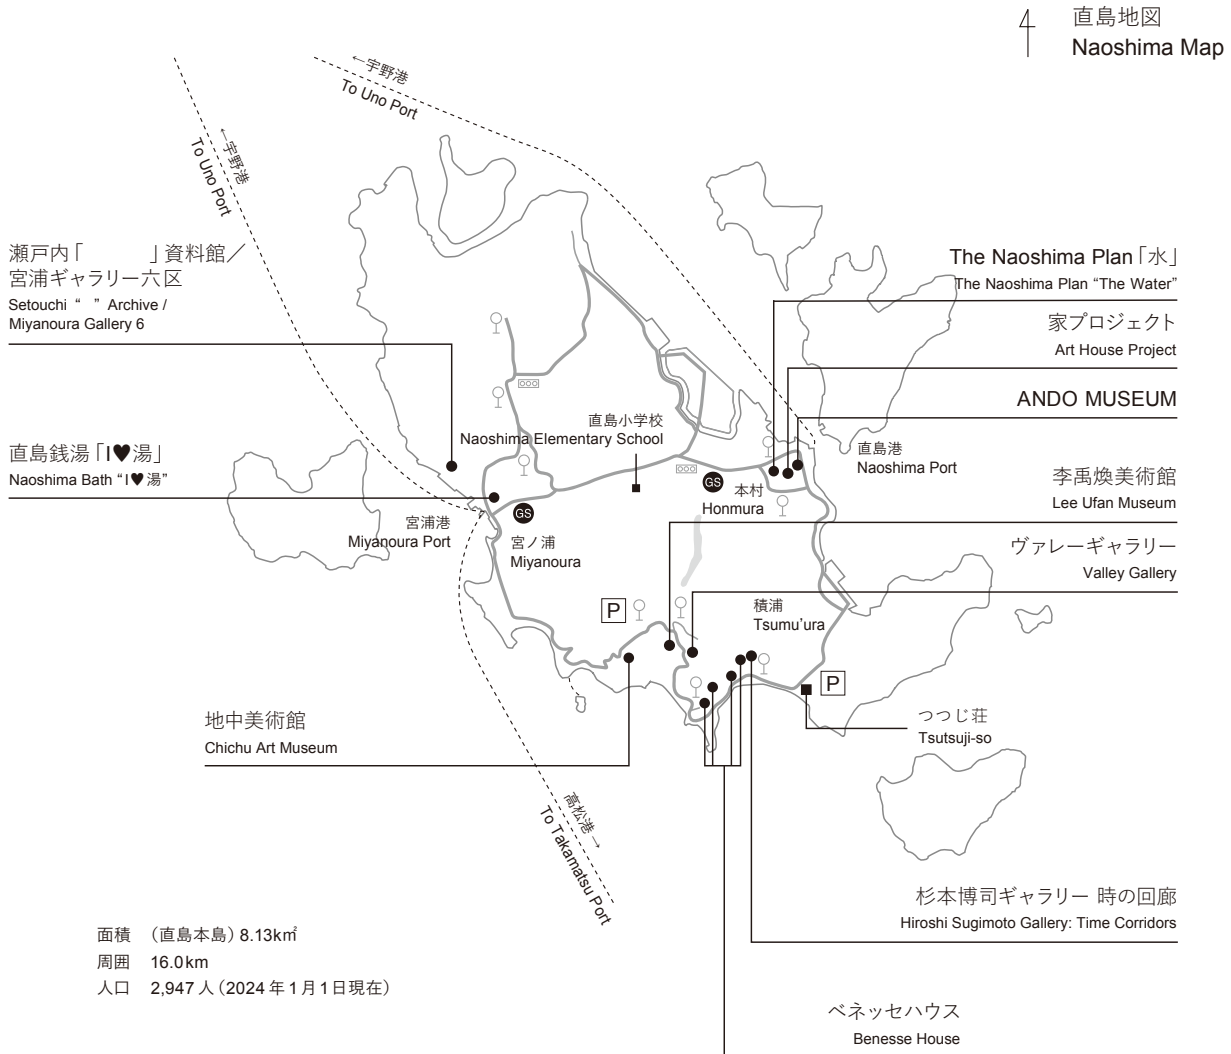 直島地図
Naoshima Map
←宇野港
To Uno Port
←宇野港
To Uno Port
瀬戸内「　　　」資料館／
宮浦ギャラリー六区
Setouchi “　” Archive /
Miyanoura Gallery 6
The Naoshima Plan「水」
The Naoshima Plan “The Water”
家プロジェクト
Art House Project
ANDO MUSEUM
直島小学校
Naoshima Elementary School
直島港
Naoshima Port
直島銭湯「I♥湯」
Naoshima Bath “I♥湯”
李禹煥美術館
Lee Ufan Museum
GS
本村
Honmura
GS
宮浦港
Miyanoura Port
宮ノ浦
Miyanoura
ヴァレーギャラリー
Valley Gallery
P
積浦
Tsumu’ura
P
地中美術館
Chichu Art Museum
つつじ荘
Tsutsuji-so
高松港→
To Takamatsu Port
杉本博司ギャラリー 時の回廊
Hiroshi Sugimoto Gallery: Time Corridors
面積　（直島本島）8.13k㎡
周囲　16.0km
人口　2,947人（2024年1月1日現在）
ベネッセハウス
Benesse House